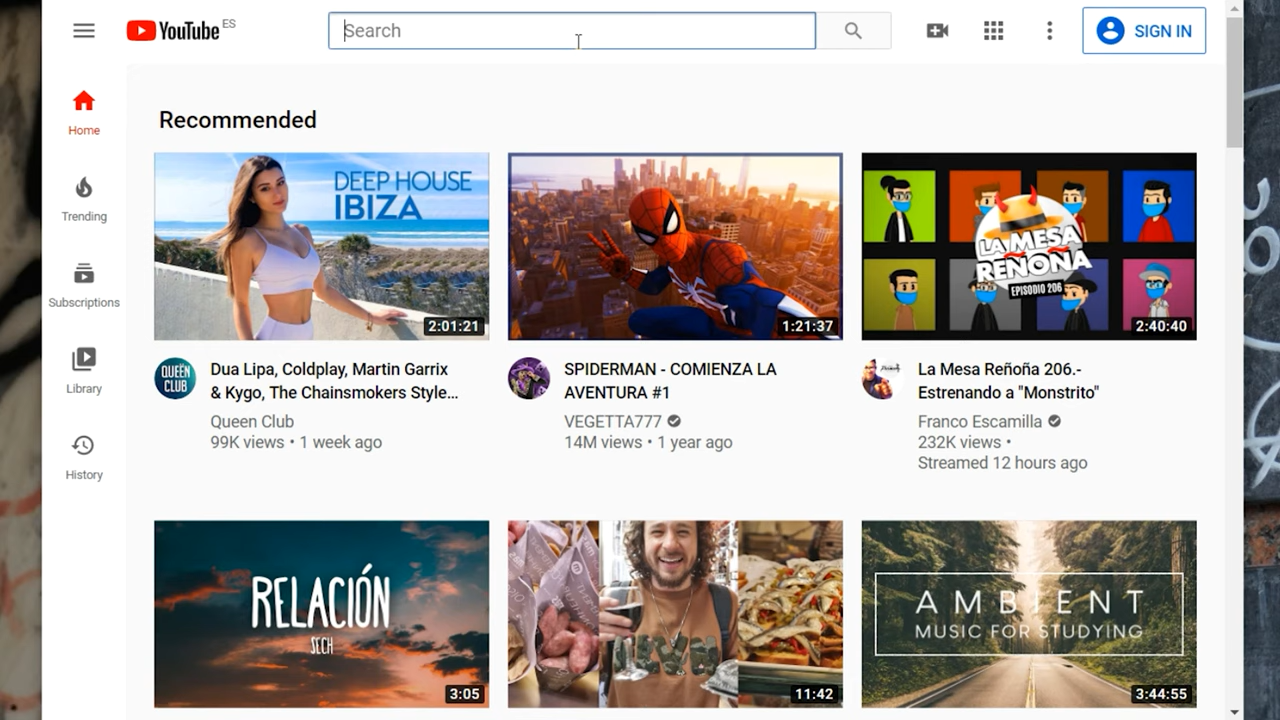 YouTube ES
Search
SIGN IN
Home
Trending
Subscriptions
Library
History
Recommended
DEEP HOUSE
IBIZA
2:01:21
1:21:37
LA MESA
REÑOÑA
EPISODIO 206
2:40:40
QUEEN
CLUB
Dua Lipa, Coldplay, Martin Garrix
& Kygo, The Chainsmokers Style...
Queen Club
99K views • 1 week ago
SPIDERMAN - COMIENZA LA
AVENTURA #1
VEGETTA777
14M views • 1 year ago
La Mesa Reñoña 206.-
Estrenando a "Monstrito"
Franco Escamilla
232K views •
Streamed 12 hours ago
RELACIÓN
SECH
3:05
11:42
AMBIENT
MUSIC FOR STUDYING
3:44:55